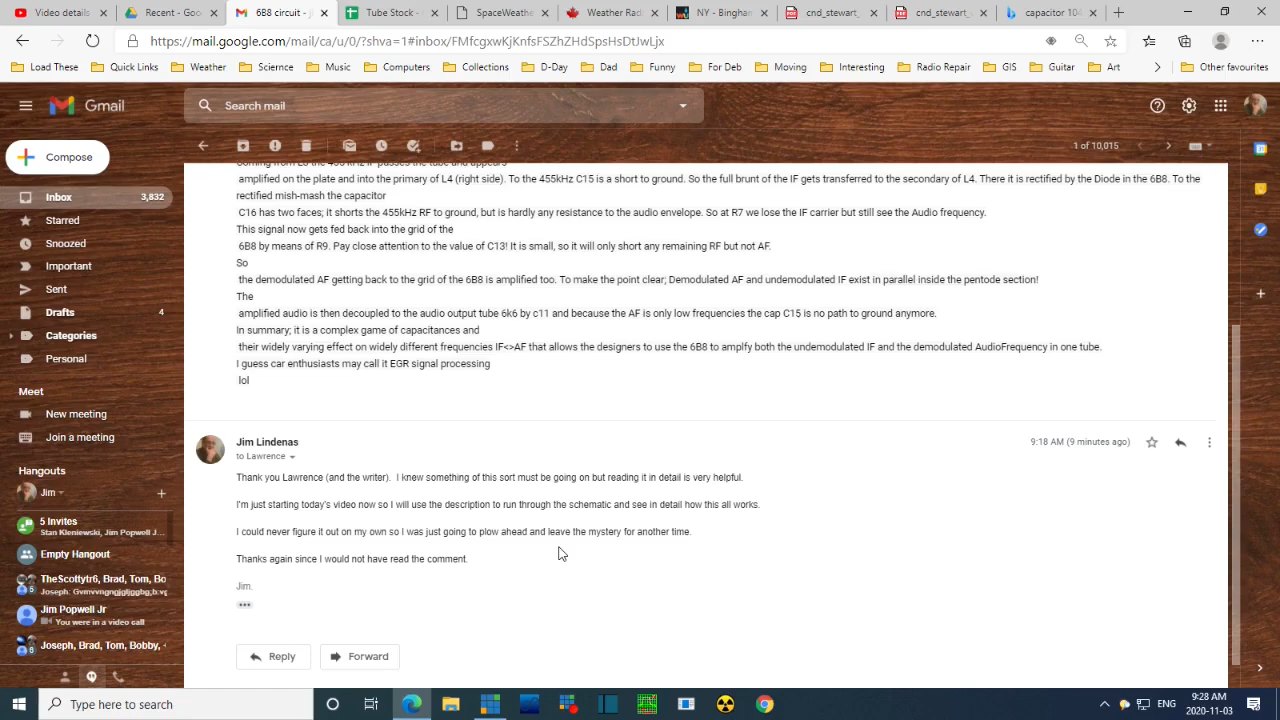 YouTube
Recent - Goo
6B8 circuit - j
Tube Stock -
SpaceWeathe
Weather Rad
NY - Bingham
cnd_stewart_
cnd_stewart_
capacitor 104
https://mail.google.com/mail/ca/u/0/?shva=1#inbox/FMfcgxwKjKnfsFSZhZHdSpsHsDtJwLjx
Load These
Quick Links
Weather
Science
Music
Computers
Collections
D-Day
Dad
Funny
For Deb
Moving
Interesting
Radio Repair
GIS
Guitar
Art
Other favourites
Gmail
Search mail
Compose
1 of 10,015
Inbox 3,832
Starred
Snoozed
Important
Sent
Drafts 4
Categories
Personal
Meet
New meeting
Join a meeting
Hangouts
Jim
5 Invites
Stan Kleniewski, Jim Popwell J...
Empty Hangout
TheScottytr6, Brad, Tom, Bo
5
Jim Popwell Jr
You were in a video call
Joseph, Brad, Tom, Bobby, +
6
Coming from L3 the 455 kHz IF passes the tube and appears
amplified on the plate and into the primary of L4 (right side). To the 455kHz C15 is a short to ground. So the full brunt of the IF gets transferred to the secondary of L4. There it is rectified by the Diode in the 6B8. To the
rectified mish-mash the capacitor
C16 has two faces; it shorts the 455kHz RF to ground, but is hardly any resistance to the audio envelope. So at R7 we lose the IF carrier but still see the Audio frequency.
This signal now gets fed back into the grid of the
6B8 by means of R9. Pay close attention to the value of C13! It is small, so it will only short any remaining RF but not AF.
So
the demodulated AF getting back to the grid of the 6B8 is amplified too. To make the point clear; Demodulated AF and undemodulated IF exist in parallel inside the pentode section!
The
amplified audio is then decoupled to the audio output tube 6k6 by c11 and because the AF is only low frequencies the cap C15 is no path to ground anymore.
In summary; it is a complex game of capacitances and
their widely varying effect on widely different frequencies IF<>AF that allows the designers to use the 6B8 to amplfy both the undemodulated IF and the demodulated AudioFrequency in one tube.
I guess car enthusiasts may call it EGR signal processing
lol
Jim Lindenas
9:18 AM (9 minutes ago)
to Lawrence
Thank you Lawrence (and the writer). I knew something of this sort must be going on but reading it in detail is very helpful.
I'm just starting today's video now so I will use the description to run through the schematic and see in detail how this all works.
I could never figure it out on my own so I was just going to plow ahead and leave the mystery for another time.
Thanks again since I would not have read the comment.
Jim.
Reply
Forward
Type here to search
ENG
9:28 AM
2020-11-03